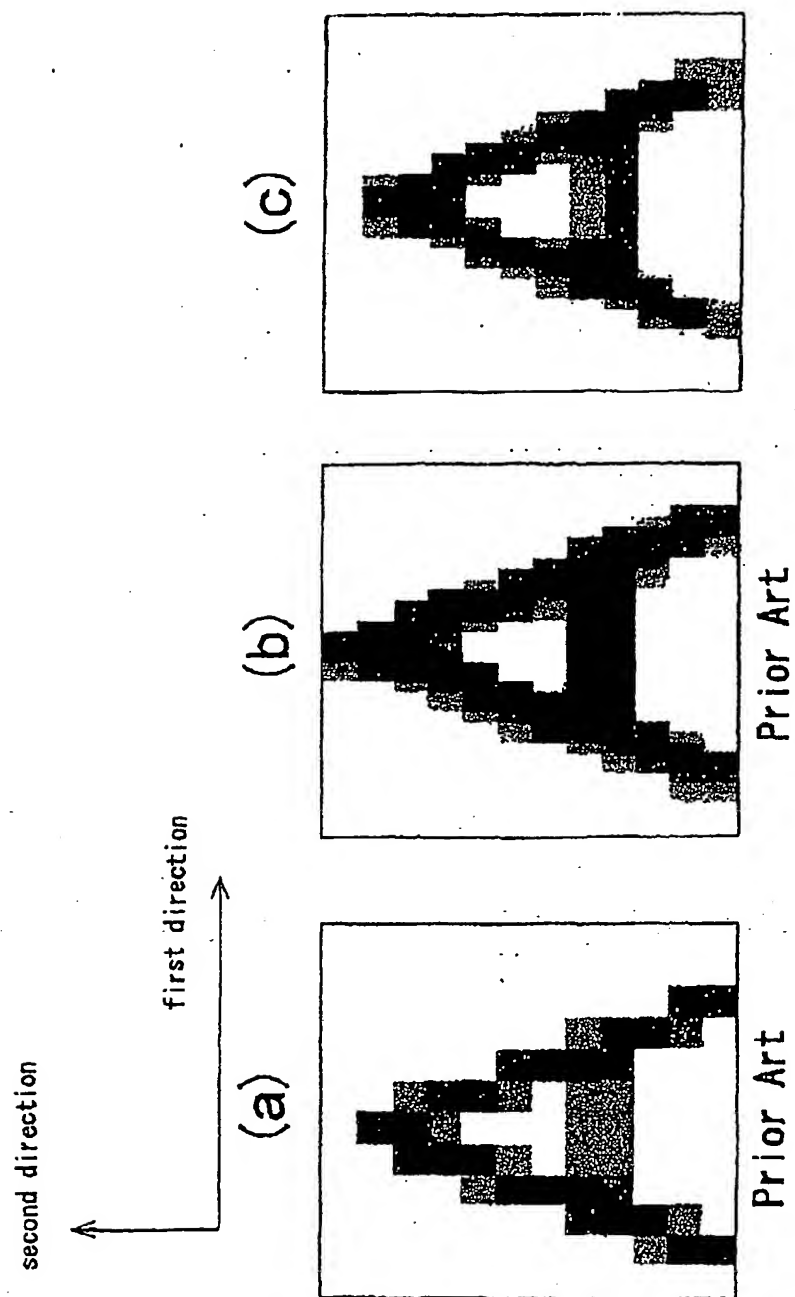 second direction
first direction
(a)
(b)
(c)
Prior Art
Prior Art